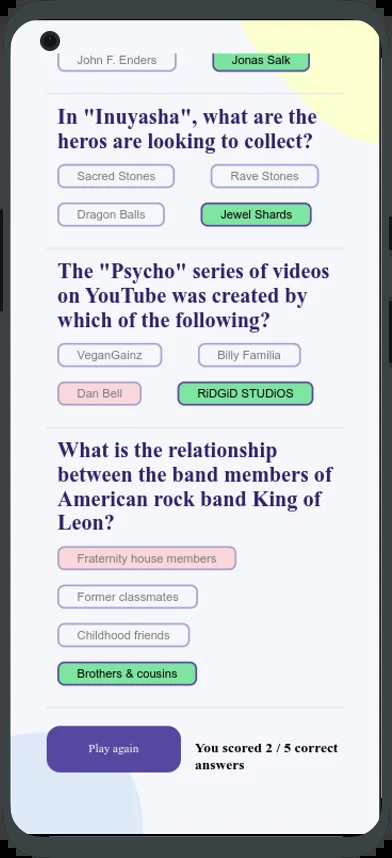 John F. Enders Jonas Salk
In "Inuyasha", what are the
heros are looking to collect?
Sacred Stones Rave Stones
Dragon Balls Jewel Shards
The "Psycho" series of videos
on YouTube was created by
which of the following?
VeganGainz Billy Familia
Dan Bell RiDGiD STUDiOS
What is the relationship
between the band members of
American rock band King of
Leon?
Fraternity house members
Former classmates
Childhood friends
Brothers & cousins
Play again You scored 2 / 5 correct
answers